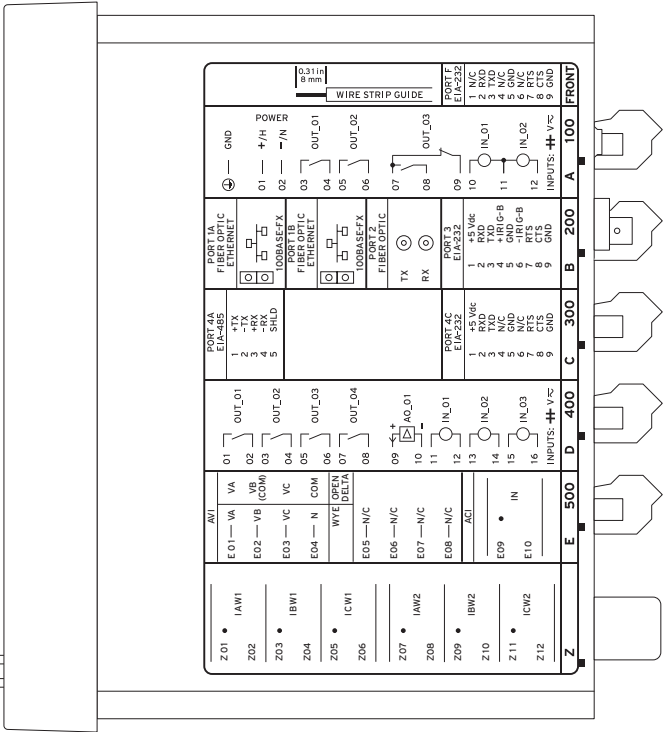 Z01 IAW1
Z02
Z03 IBW1
Z04
Z05 ICW1
Z06
Z07 IAW2
Z08
Z09 IBW2
Z10
Z11 ICW2
Z12
Z
AVI
E01 VA VA
E02 VB VB (COM)
E03 VC VC
E04 N COM
WYE OPEN DELTA
E05 N/C
E06 N/C
E07 N/C
E08 N/C
ACI
E09 IN
E10
E 500
01 OUT_01
02
03 OUT_02
04
05 OUT_03
06
07 OUT_04
08
09 + AO_01
10 -
11 IN_01
12
13 IN_02
14
15 IN_03
16
INPUTS: V
D 400
PORT 4A
EIA-485
1 +TX
2 -TX
3 +RX
4 -RX
5 SHLD
PORT 4C
EIA-232
1 +5 Vdc
2 RXD
3 TXD
4 N/C
5 GND
6 N/C
7 RTS
8 CTS
9 GND
C 300
PORT 1A
FIBER OPTIC
ETHERNET
100BASE-FX
PORT 1B
FIBER OPTIC
ETHERNET
100BASE-FX
PORT 2
FIBER OPTIC
TX
RX
PORT 3
EIA-232
1 +5 Vdc
2 RXD
3 TXD
4 +IRIG-B
5 GND
6 -IRIG-B
7 RTS
8 CTS
9 GND
B 200
GND
POWER
01 +/H
02 -/N
03 OUT_01
04
05 OUT_02
06
07 OUT_03
08
09
10 IN_01
11
12 IN_02
INPUTS: V
A 100
0.31 in
8 mm
WIRE STRIP GUIDE
PORT F
EIA-232
1 N/C
2 RXD
3 TXD
4 N/C
5 GND
6 N/C
7 RTS
8 CTS
9 GND
FRONT